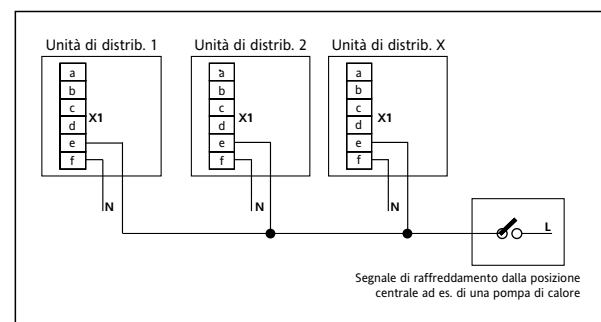 Unità di distrib. 1
Unità di distrib. 2
Unità di distrib. X
a
b
c
d
e
f
X1
N
a
b
c
d
e
f
X1
N
a
b
c
d
e
f
X1
N
L
Segnale di raffreddamento dalla posizione
centrale ad es. di una pompa di calore